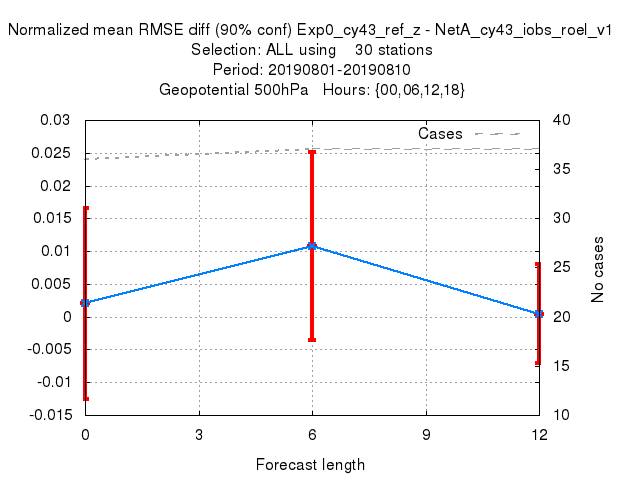 Normalized mean RMSE diff (90% conf) Exp0_cy43_ref_z - NetA_cy43_iobs_roel_v1
Selection: ALL using 30 stations
Period: 20190801-20190810
Geopotential 500hPa Hours: {00,06,12,18}
0.03
0.025
0.02
0.015
0.01
0.005
0
-0.005
-0.01
-0.015
Cases
40
35
30
25
20
15
10
No cases
0 3 6 9 12
Forecast length